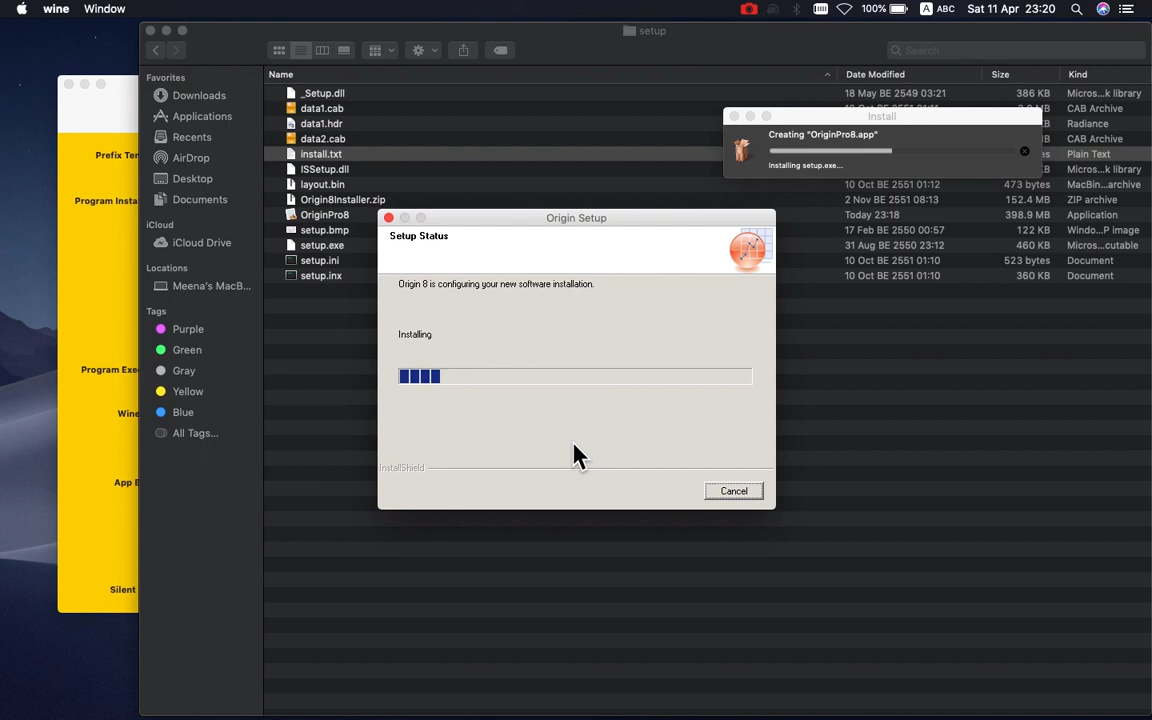 wine Window 100% A ABC Sat 11 Apr 23:20
setup
Search
Favorites
Downloads
Applications
Recents
AirDrop
Desktop
Documents
iCloud
iCloud Drive
Locations
Meena's MacB...
Tags
Purple
Green
Gray
Yellow
Blue
All Tags...
Name Date Modified Size Kind
_Setup.dll 18 May BE 2549 03:21 386 KB Micros...k library
data1.cab CAB Archive
data1.hdr Radiance
data2.cab CAB Archive
install.txt Plain Text
ISSetup.dll Micros...k library
layout.bin 10 Oct BE 2551 01:12 473 bytes MacBin...archive
Origin8Installer.zip 2 Nov BE 2551 08:13 152.4 MB ZIP archive
OriginPro8 Today 23:18 398.9 MB Application
setup.bmp 17 Feb BE 2550 00:57 122 KB Windo...P image
setup.exe 31 Aug BE 2550 23:12 460 KB Micros...cutable
setup.ini 10 Oct BE 2551 01:10 523 bytes Document
setup.inx 10 Oct BE 2551 01:10 360 KB Document
Install
Creating "OriginPro8.app"
Installing setup.exe...
Origin Setup
Setup Status
Origin 8 is configuring your new software installation.
Installing
InstallShield
Cancel
Prefix Tem
Program Insta
Program Exe
Wine
App B
Silent